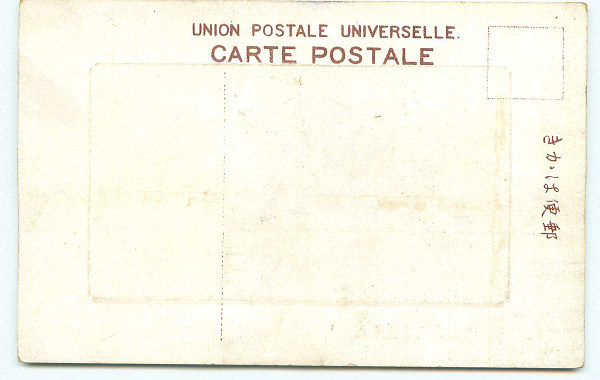 UNION POSTALE UNIVERSELLE.
CARTE POSTALE
郵便はかき